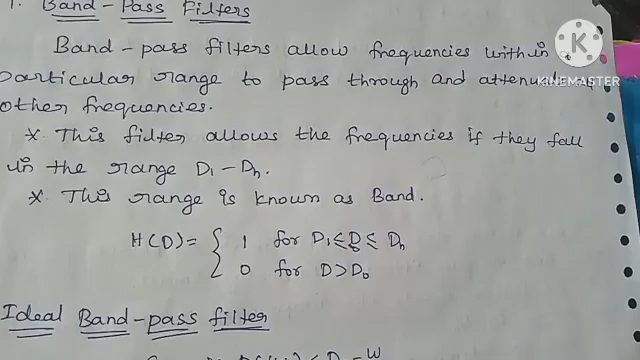 1. Band-Pass Filters
Band-pass filters allow frequencies within a
particular range to pass through and
other frequencies.
* This filter allows the frequencies if they fall
in the range D1 - Dh.
* This range is known as Band.
H(D) = { 1 for D1 ≤ D ≤ Dh
0 for D > D0
Ideal Band-pass filter
KINEMASTER